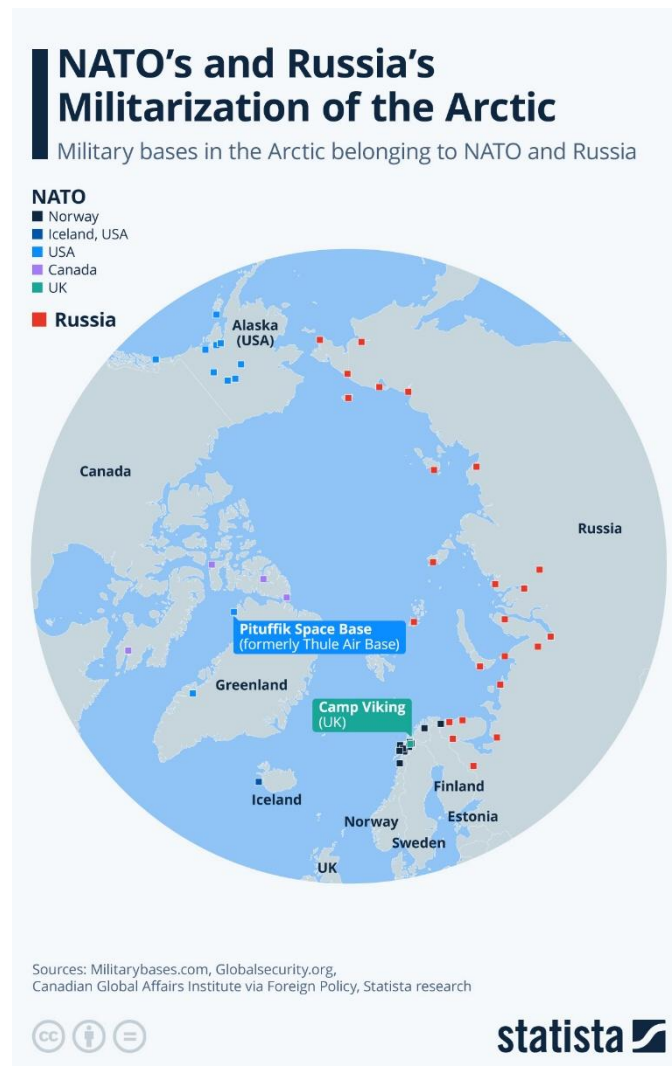 NATO's and Russia's
Militarization of the Arctic
Military bases in the Arctic belonging to NATO and Russia
NATO
Norway
Iceland, USA
USA
Canada
UK
Russia
Alaska
(USA)
Canada
Russia
Pituffik Space Base
(formerly Thule Air Base)
Greenland
Camp Viking
(UK)
Iceland
Finland
Norway
Estonia
Sweden
UK
Sources: Militarybases.com, Globalsecurity.org,
Canadian Global Affairs Institute via Foreign Policy, Statista research
cc
statista